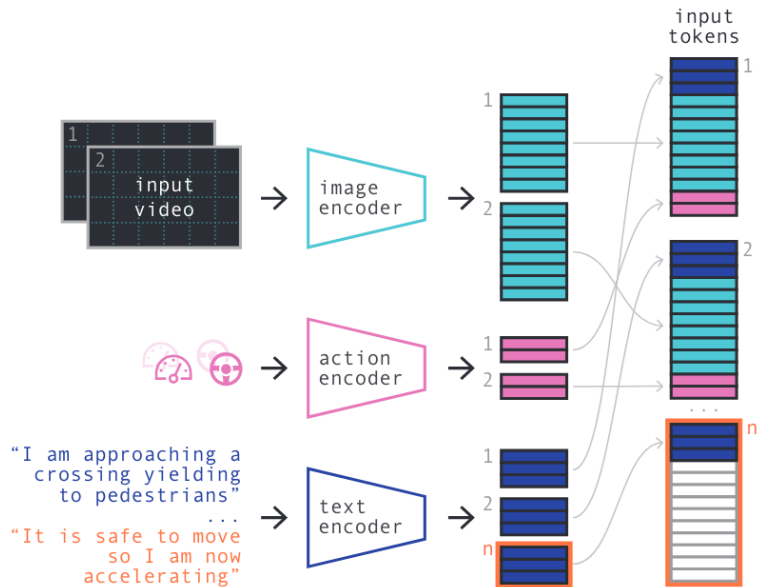 input
tokens
1
1
1
2
input
video
image
encoder
2
2
1
action
encoder
2
...
n
“I am approaching a
crossing yielding
to pedestrians”
...
1
text
encoder
2
“It is safe to move
so I am now
accelerating”
n